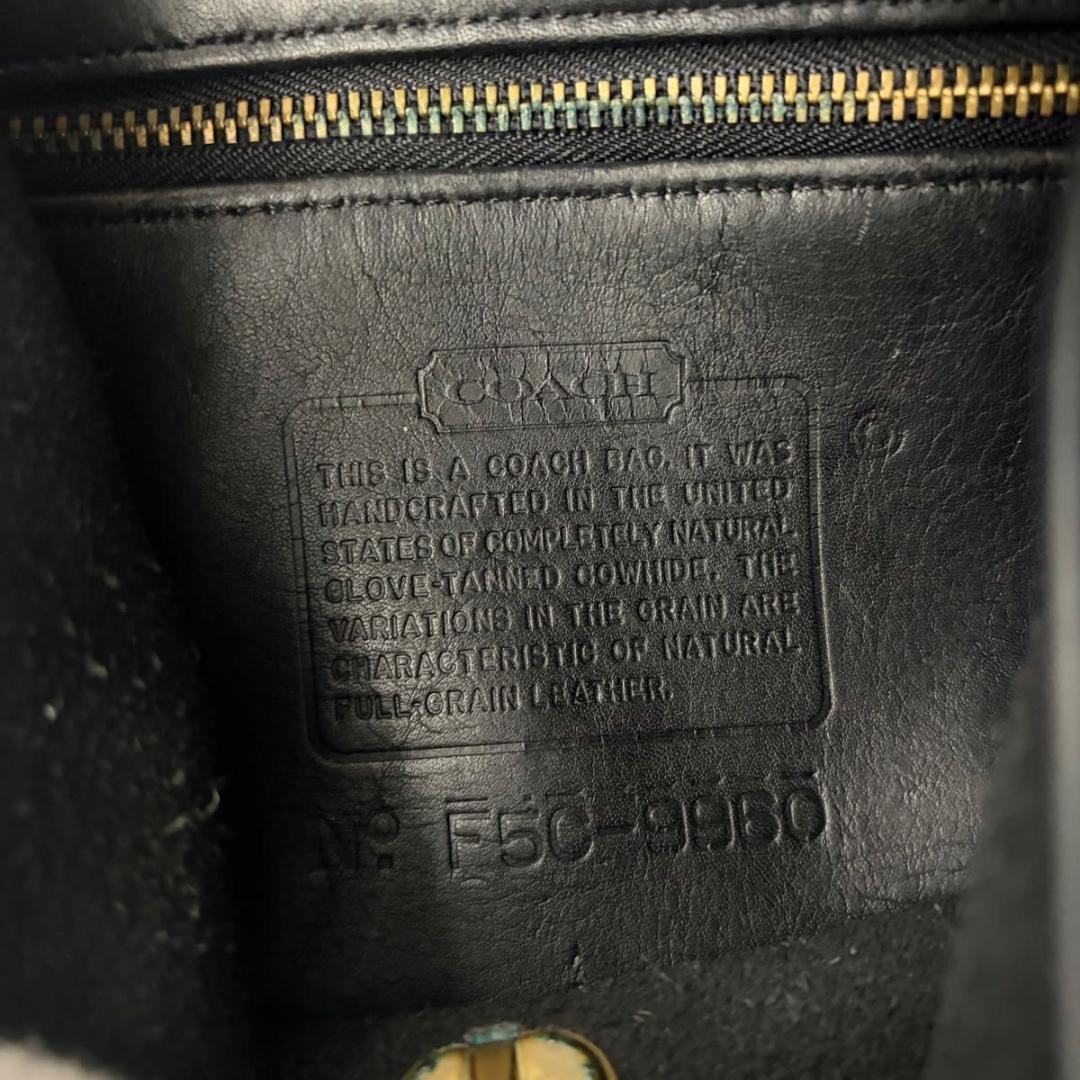 COACH
THIS IS A COACH BAG. IT WAS
HANDCRAFTED IN THE UNITED
STATES OF COMPLETELY NATURAL
GLOVE-TANNED COWHIDE. THE
VARIATIONS IN THE GRAIN ARE
CHARACTERISTIC OF NATURAL
FULL-GRAIN LEATHER.
Nº F5C-9960